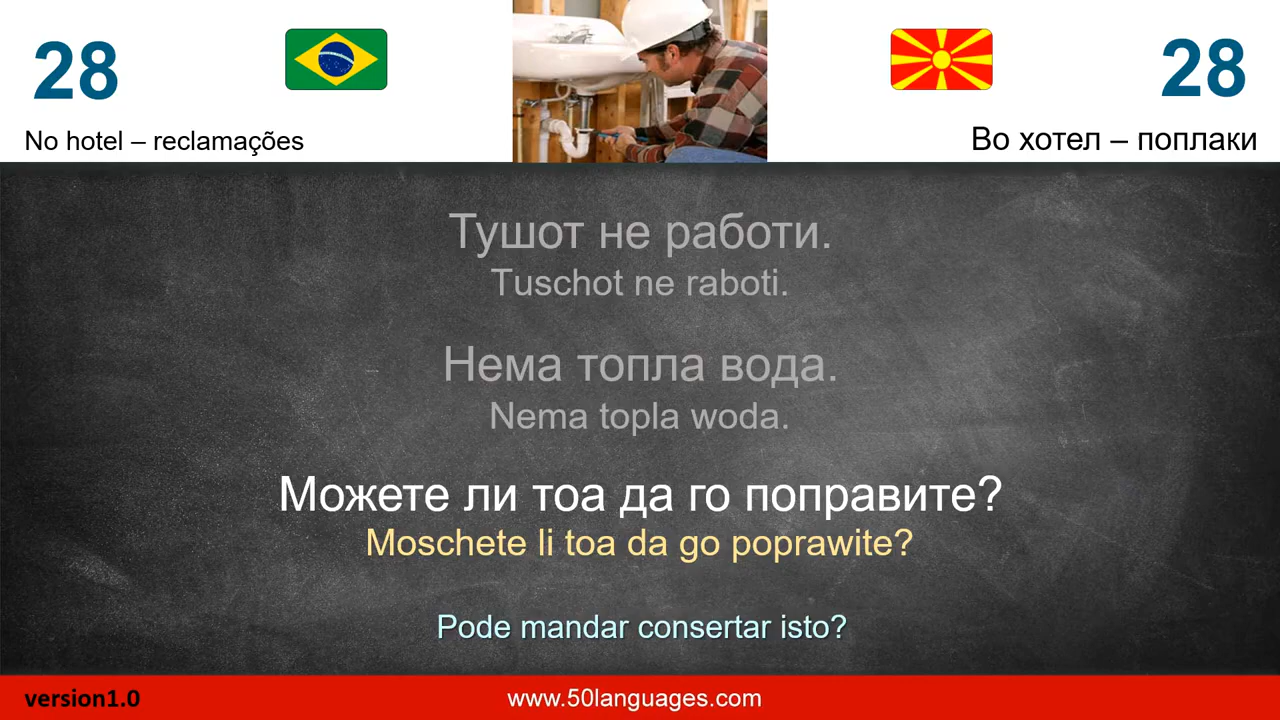 28
28
No hotel – reclamações
Во хотел – поплаки
Тушот не работи.
Tuschot ne raboti.
Нема топла вода.
Nema topla woda.
Можете ли тоа да го поправите?
Moschete li toa da go poprawite?
Pode mandar consertar isto?
version1.0
www.50languages.com